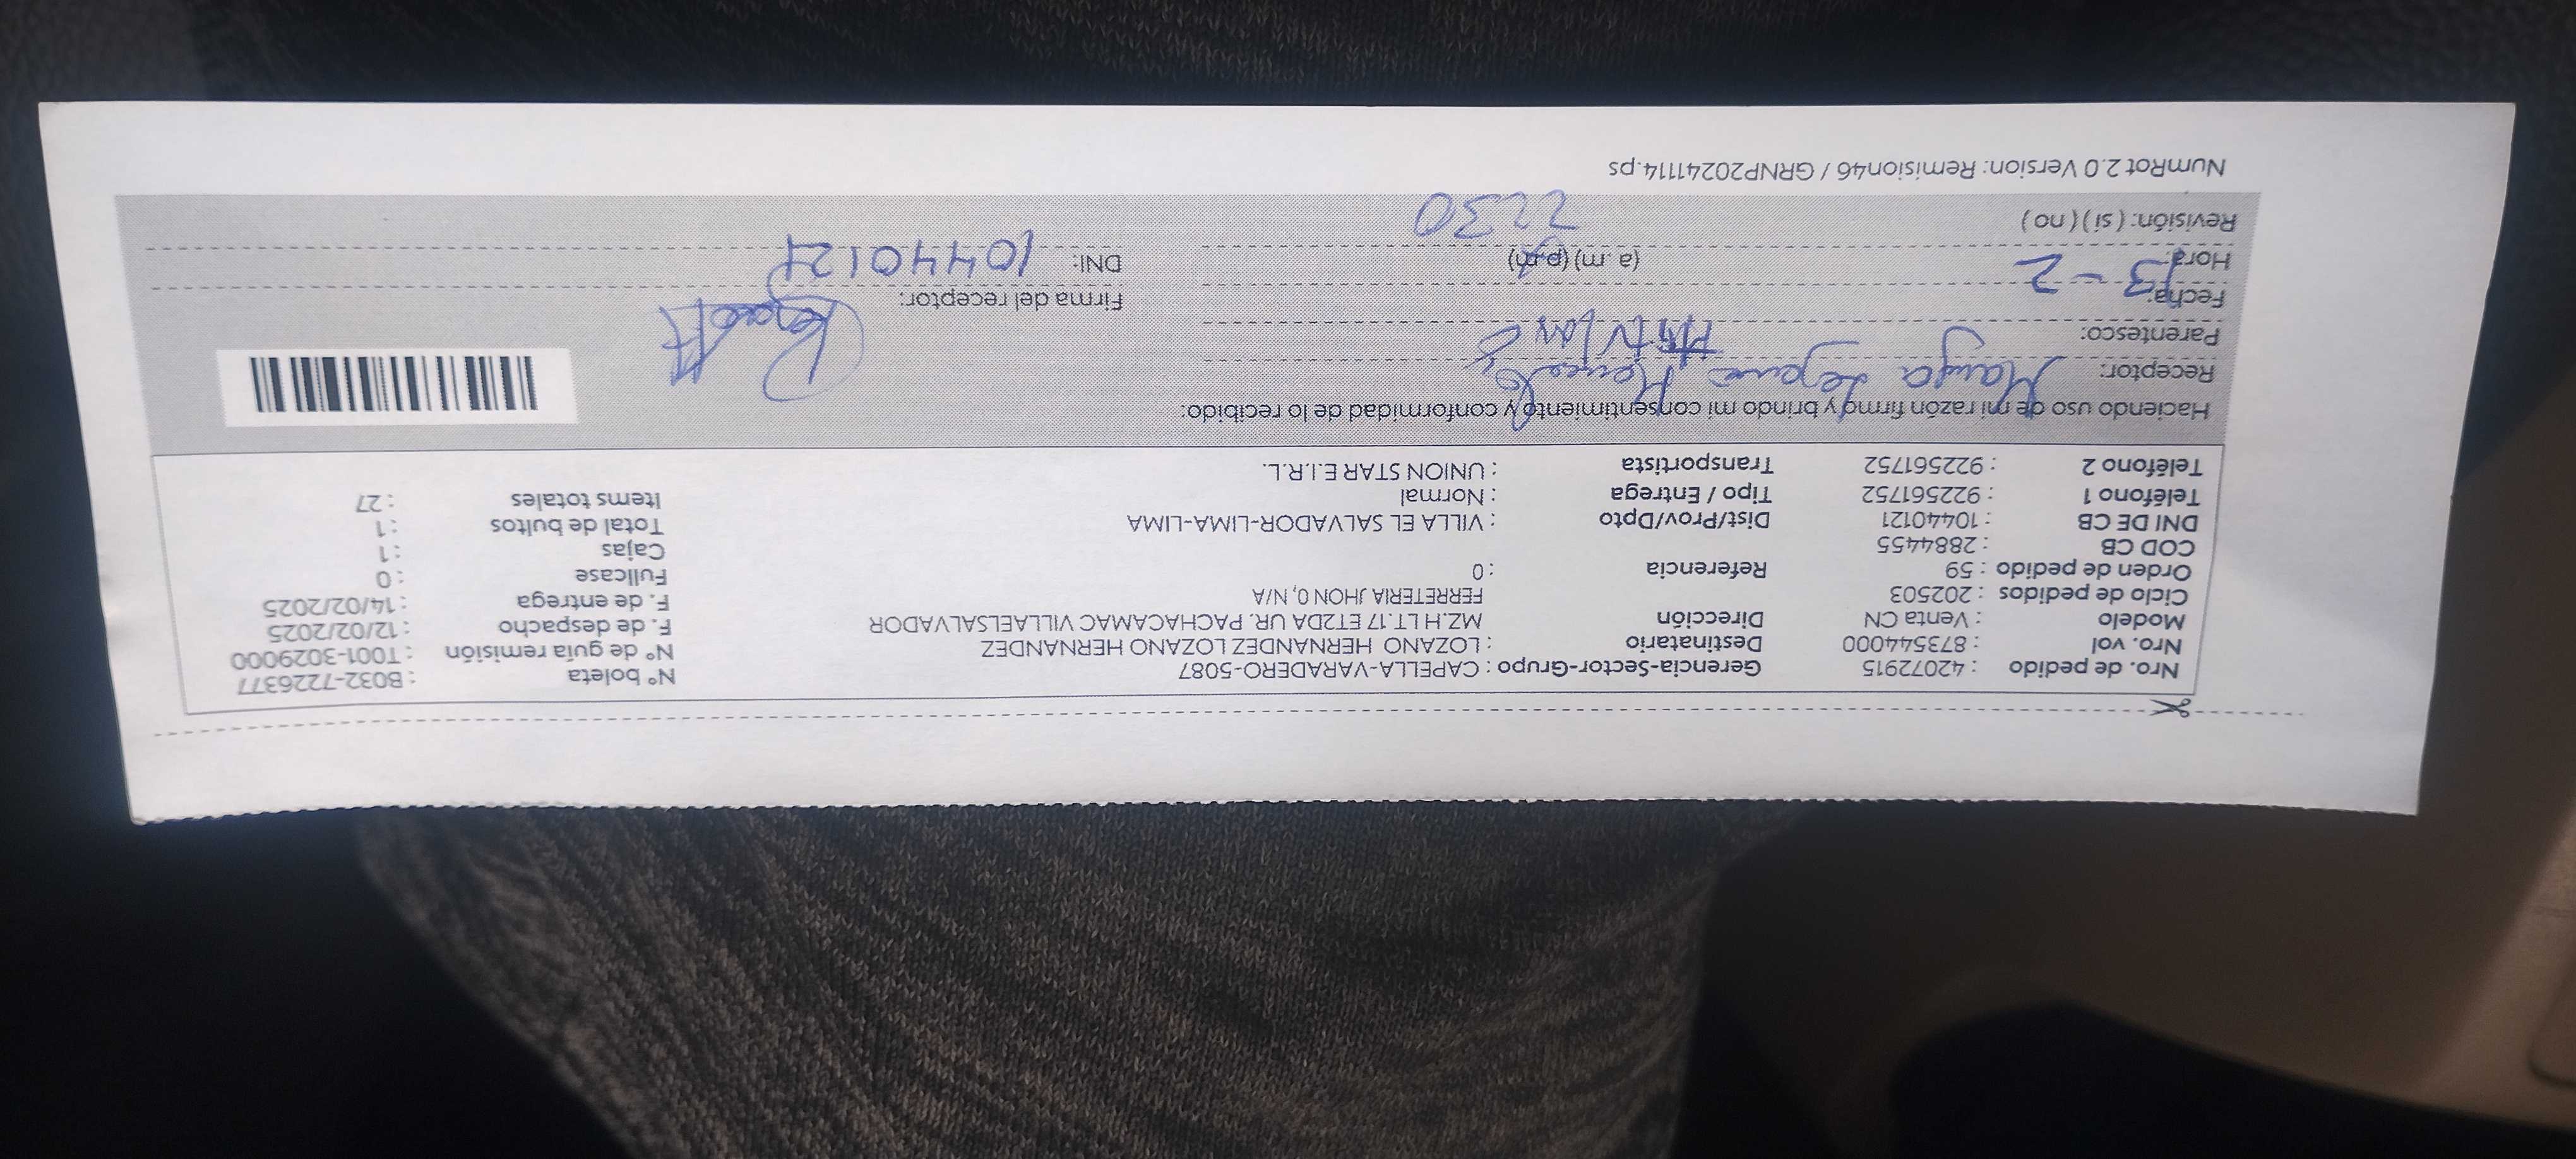 Nro. de pedido : 42072915 Gerencia-Sector-Grupo : CAPELLA-VARADERO-5087 N° boleta : B032-7226377
Nro. vol : 873544000 Destinatario : LOZANO HERNANDEZ LOZANO HERNANDEZ N° de guía remisión : T001-3029000
Modelo : Venta CN Dirección MZ.H LT.17 ET2DA UR. PACHACAMAC VILLAELSALVADOR F. de despacho : 12/02/2025
Ciclo de pedidos : 202503 FERRETERIA JHON 0, N/A F. de entrega : 14/02/2025
Orden de pedido : 59 Referencia : 0 Fullcase : 0
COD CB : 2884455 Cajas : 1
DNI DE CB : 10440121 Dist/Prov/Dpto : VILLA EL SALVADOR-LIMA-LIMA Total de bultos : 1
Teléfono 1 : 922561752 Tipo / Entrega : Normal Items totales : 27
Teléfono 2 : 922561752 Transportista : UNION STAR E.I.R.L.
Haciendo uso de mi razón firmo y brindo mi consentimiento y conformidad de lo recibido:
Receptor:
Parentesco: titular
Fecha: 13-2 Firma del receptor:
Hora: (a. m) (p.m) DNI: 10440121
Revisión: ( si ) ( no ) 2230
NumRot 2.0 Version: Remision46 / GRNP20241114.ps